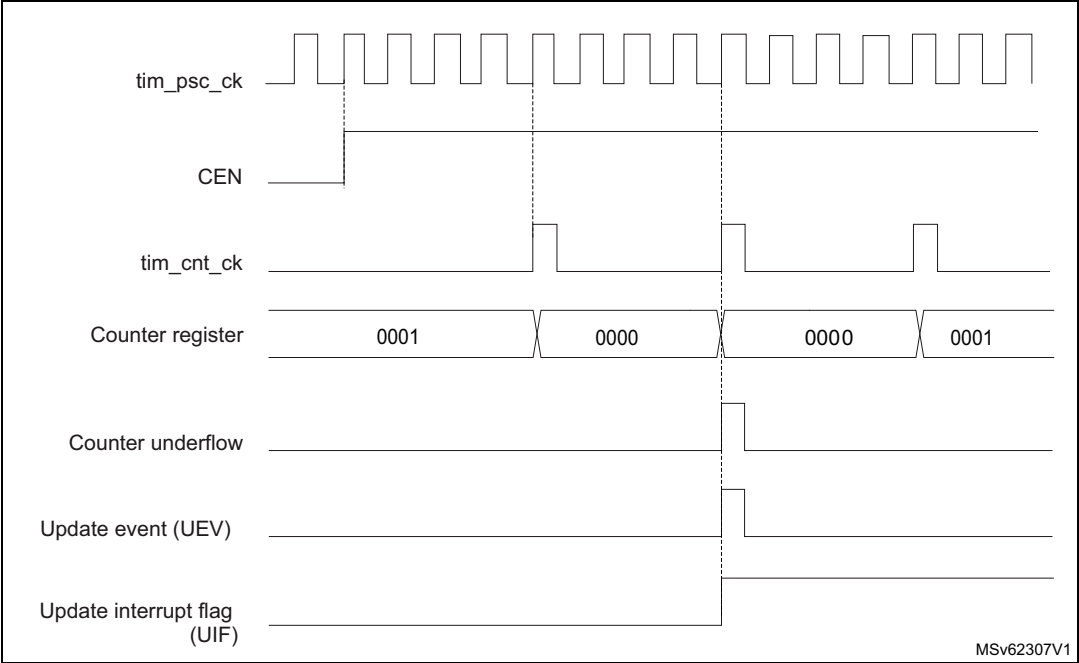 tim_psc_ck
CEN
tim_cnt_ck
Counter register
0001
0000
0000
0001
Counter underflow
Update event (UEV)
Update interrupt flag
(UIF)
MSv62307V1